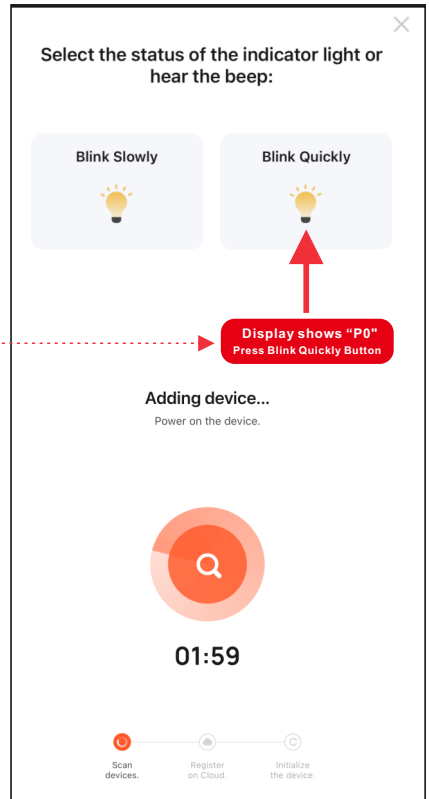 Select the status of the indicator light or
hear the beep:
Blink Slowly
Blink Quickly
Display shows “P0"
Press Blink Quickly Button
Adding device...
Power on the device.
01:59
Scan
devices.
Register
on Cloud.
Initialize
the device.